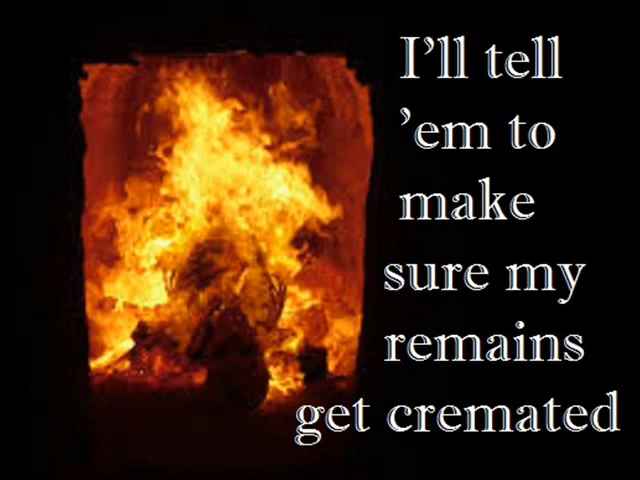 I'll tell
'em to
make
sure my
remains
get cremated